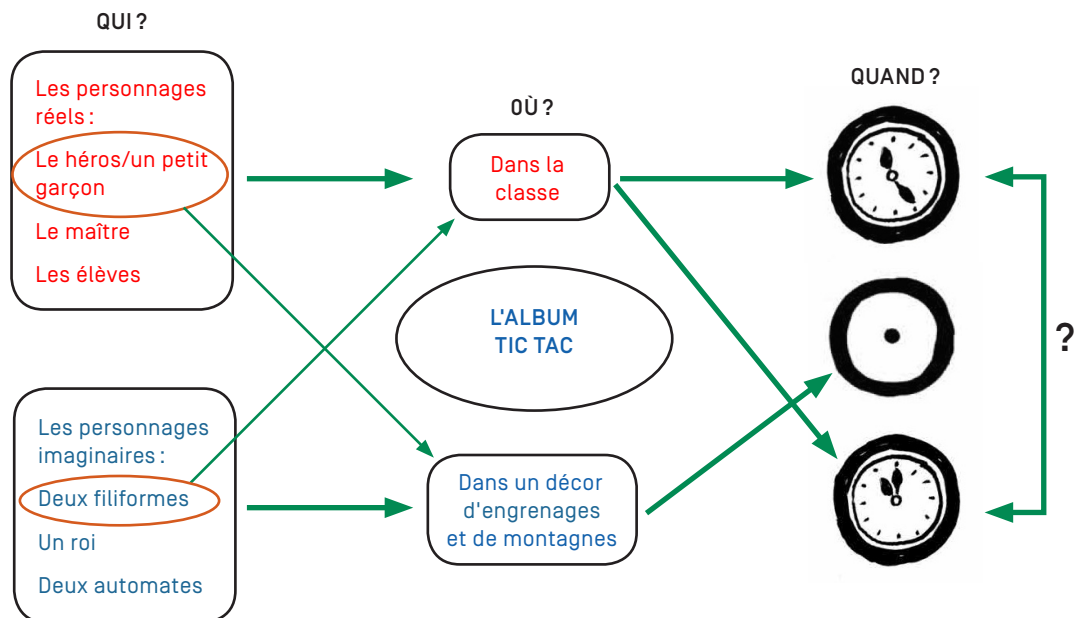 QUI ?
Les personnages
réels :
Le héros/un petit
garçon
Le maître
Les élèves
Les personnages
imaginaires :
Deux filiformes
Un roi
Deux automates
OÙ ?
Dans la
classe
L'ALBUM
TIC TAC
Dans un décor
d'engrenages
et de montagnes
QUAND ?
?